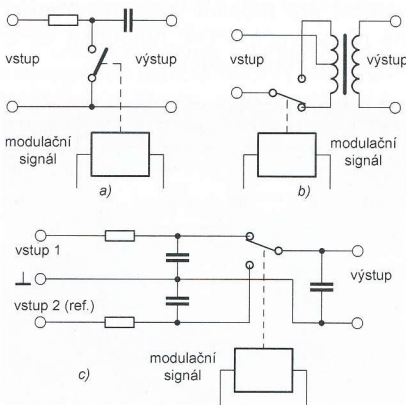 vstup
výstup
modulační
signál
a)
vstup
výstup
modulační
signál
b)
vstup 1
vstup 2 (ref.)
výstup
modulační
signál
c)